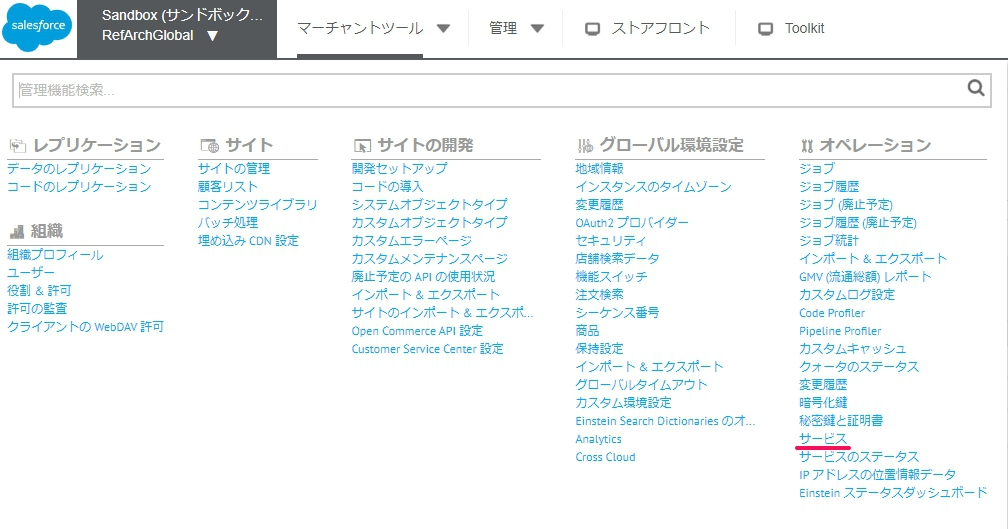 salesforce
Sandbox (サンドボック...
RefArchGlobal ▼
マーチャントツール
管理
ストアフロント
Toolkit
管理機能検索...
レプリケーション
データのレプリケーション
コードのレプリケーション
組織
組織プロフィール
ユーザー
役割 & 許可
許可の監査
クライアントの WebDAV 許可
サイト
サイトの管理
顧客リスト
コンテンツライブラリ
バッチ処理
埋め込み CDN 設定
サイトの開発
開発セットアップ
コードの導入
システムオブジェクトタイプ
カスタムオブジェクトタイプ
カスタムエラーページ
カスタムメンテナンスページ
廃止予定の API の使用状況
インポート & エクスポート
サイトのインポート & エクスポ...
Open Commerce API 設定
Customer Service Center 設定
グローバル環境設定
地域情報
インスタンスのタイムゾーン
変更履歴
OAuth2 プロバイダー
セキュリティ
店舗検索データ
機能スイッチ
注文検索
シーケンス番号
商品
保持設定
インポート & エクスポート
グローバルタイムアウト
カスタム環境設定
Einstein Search Dictionaries のオ...
Analytics
Cross Cloud
オペレーション
ジョブ
ジョブ履歴
ジョブ (廃止予定)
ジョブ履歴 (廃止予定)
ジョブ統計
インポート & エクスポート
GMV (流通総額) レポート
カスタムログ設定
Code Profiler
Pipeline Profiler
カスタムキャッシュ
クォータのステータス
変更履歴
暗号化鍵
秘密鍵と証明書
サービス
サービスのステータス
IP アドレスの位置情報データ
Einstein ステータスダッシュボード